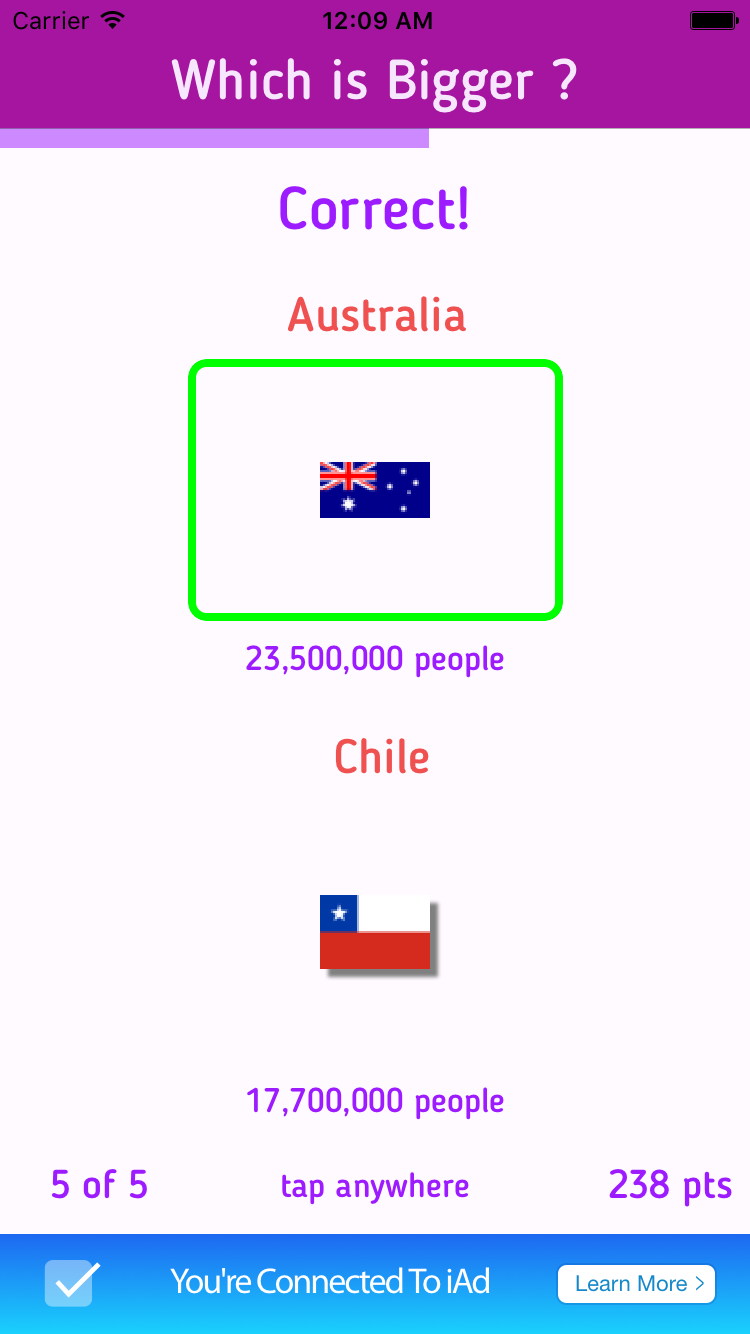 Carrier 12:09 AM
Which is Bigger ?
Correct!
Australia
23,500,000 people
Chile
17,700,000 people
5 of 5 tap anywhere 238 pts
You're Connected To iAd Learn More >